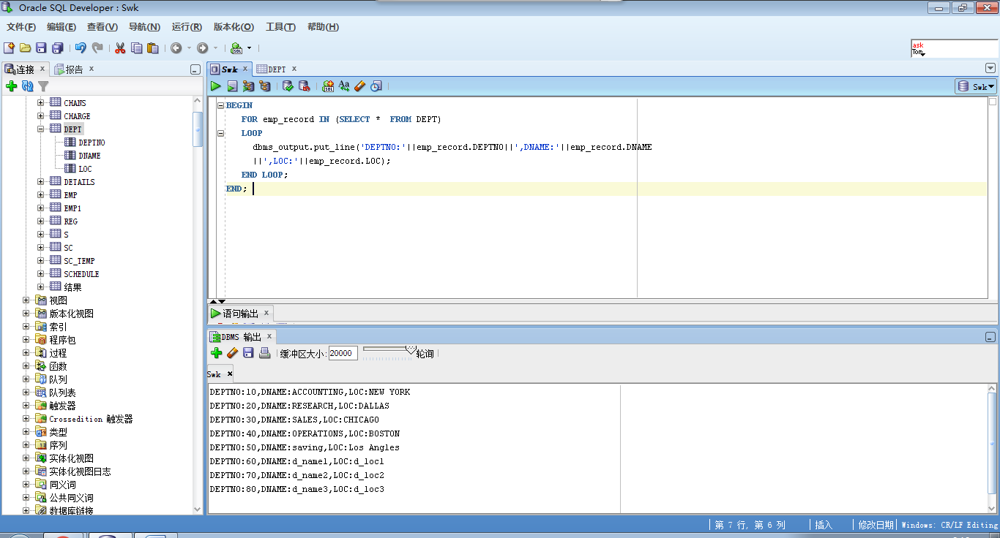 Oracle SQL Developer : Swk
文件(F) 编辑(E) 查看(V) 导航(N) 运行(R) 版本化(O) 工具(T) 帮助(H)
SQL
ask
Tom
连接 x 报告 x
Swk x DEPT x
SQL Aa
Swk
CHANS
CHARGE
DEPT
DEPTNO
DNAME
LOC
DETAILS
EMP
EMP1
REG
S
SC
SC_TEMP
SCHEDULE
结果
视图
版本化视图
索引
程序包
过程
函数
队列
队列表
触发器
Crossedition 触发器
类型
序列
实体化视图
实体化视图日志
同义词
公共同义词
数据库链接
BEGIN
FOR emp_record IN (SELECT * FROM DEPT)
LOOP
dbms_output.put_line('DEPTNO:'||emp_record.DEPTNO||',DNAME:'||emp_record.DNAME
||',LOC:'||emp_record.LOC);
END LOOP;
END;
语句输出 x
DBMS 输出 x
缓冲区大小: 20000 轮询
Swk x
DEPTNO:10,DNAME:ACCOUNTING,LOC:NEW YORK
DEPTNO:20,DNAME:RESEARCH,LOC:DALLAS
DEPTNO:30,DNAME:SALES,LOC:CHICAGO
DEPTNO:40,DNAME:OPERATIONS,LOC:BOSTON
DEPTNO:50,DNAME:saving,LOC:Los Angles
DEPTNO:60,DNAME:d_name1,LOC:d_loc1
DEPTNO:70,DNAME:d_name2,LOC:d_loc2
DEPTNO:80,DNAME:d_name3,LOC:d_loc3
第 7 行, 第 6 列 插入 修改日期 Windows: CR/LF Editing